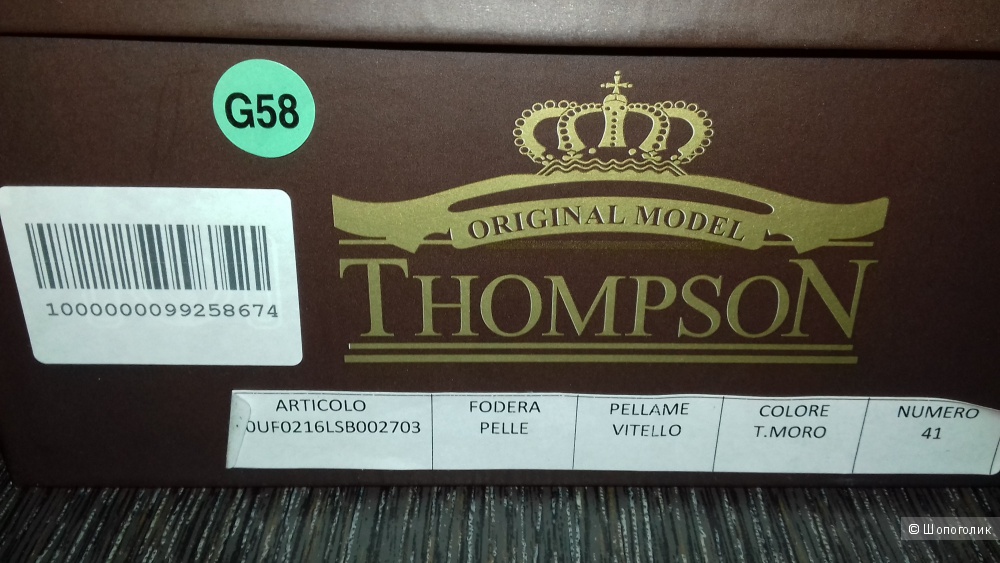 G58
ORIGINAL MODEL
THOMPSON
1000000099258674
ARTICOLO FODERA PELLAME COLORE NUMERO
0UF0216LSB002703 PELLE VITELLO T.MORO 41
© Шопоголик